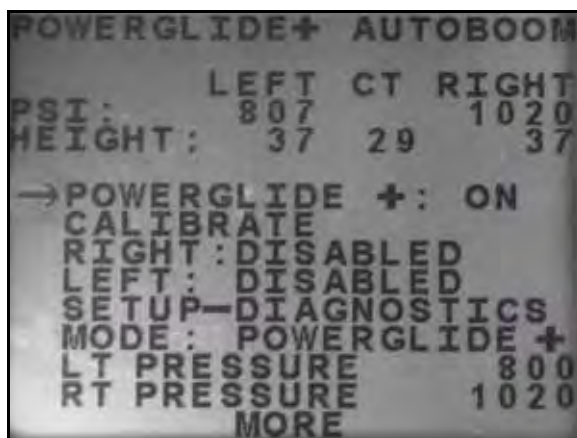 POWERGLIDE+ AUTOBOOM
LEFT CT RIGHT
PSI: 807 1020
HEIGHT: 37 29 37
→POWERGLIDE +: ON
CALIBRATE
RIGHT:DISABLED
LEFT: DISABLED
SETUP-DIAGNOSTICS
MODE: POWERGLIDE +
LT PRESSURE 800
RT PRESSURE 1020
MORE